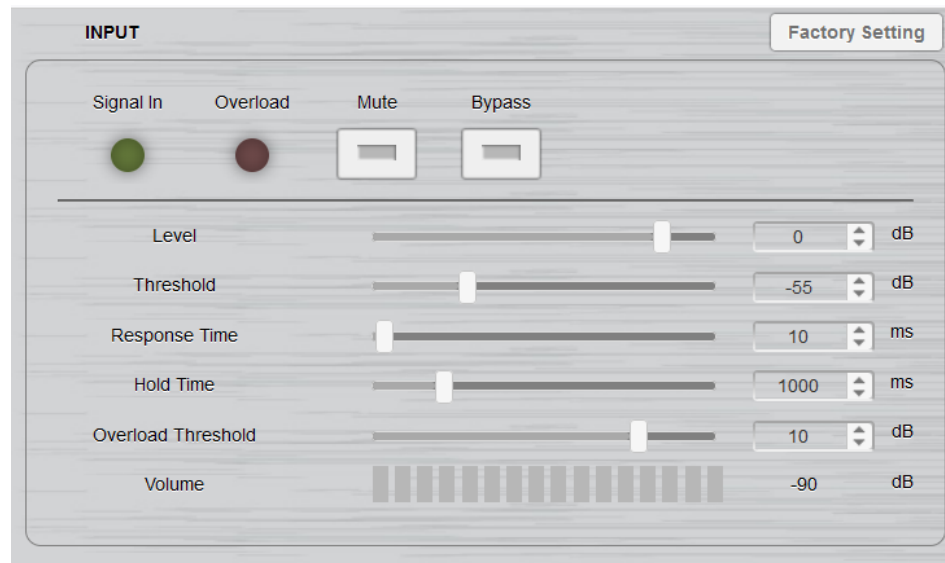 INPUT Factory Setting
Signal In Overload Mute Bypass
Level 0 dB
Threshold -55 dB
Response Time 10 ms
Hold Time 1000 ms
Overload Threshold 10 dB
Volume -90 dB